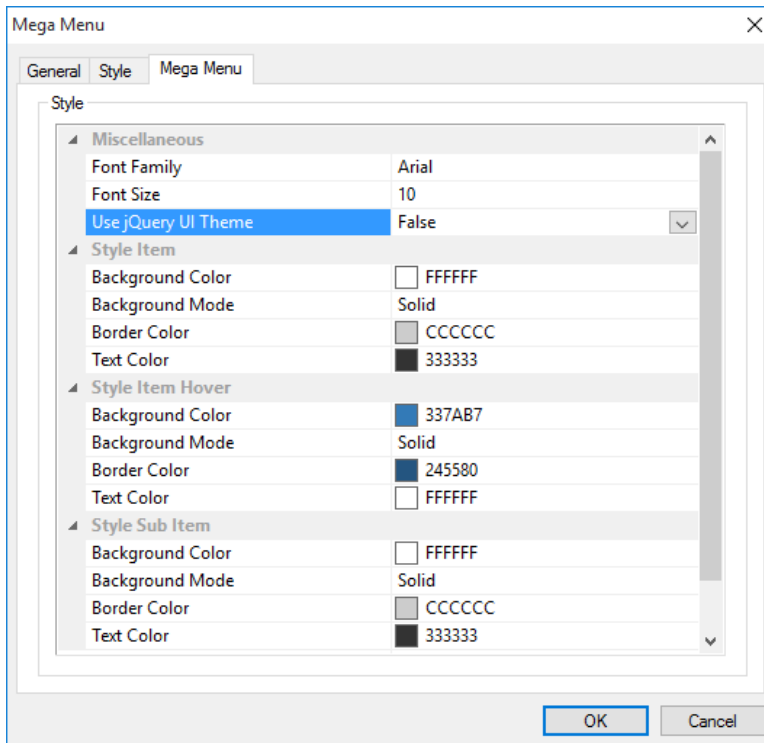 Mega Menu
General Style Mega Menu
Style
Miscellaneous
Font Family Arial
Font Size 10
Use jQuery UI Theme False
Style Item
Background Color FFFFFF
Background Mode Solid
Border Color CCCCCC
Text Color 333333
Style Item Hover
Background Color 337AB7
Background Mode Solid
Border Color 245580
Text Color FFFFFF
Style Sub Item
Background Color FFFFFF
Background Mode Solid
Border Color CCCCCC
Text Color 333333
OK Cancel